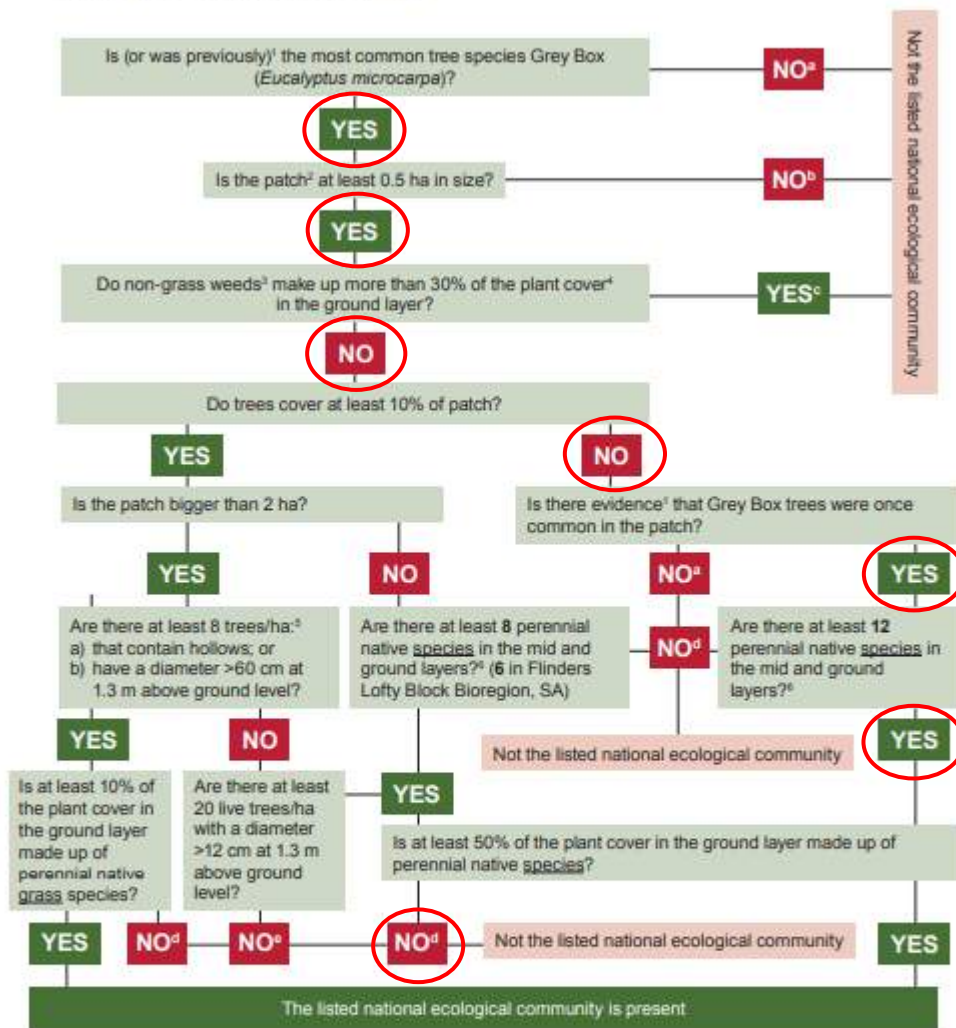 Is (or was previously)¹ the most common tree species Grey Box
(Eucalyptus microcarpa)?
NOᵃ
Not the listed national ecological community
YES
Is the patch² at least 0.5 ha in size?
NOᵇ
YES
Do non-grass weeds³ make up more than 30% of the plant cover⁴
in the ground layer?
YESᶜ
NO
Do trees cover at least 10% of patch?
YES
NO
Is the patch bigger than 2 ha?
Is there evidence¹ that Grey Box trees were once
common in the patch?
YES
NO
NOᵃ
YES
Are there at least 8 trees/ha:⁵
a) that contain hollows; or
b) have a diameter >60 cm at
1.3 m above ground level?
Are there at least 8 perennial
native species in the mid
and ground layers?⁶ (6 in Flinders
Lofty Block Bioregion, SA)
NOᵈ
Are there at least 12
perennial native species in
the mid and ground
layers?⁶
YES
NO
Not the listed national ecological community
YES
Is at least 10% of
the plant cover in
the ground layer
made up of
perennial native
grass species?
Are there at least
20 live trees/ha
with a diameter
>12 cm at 1.3 m
above ground
level?
YES
Is at least 50% of the plant cover in the ground layer made up of
perennial native species?
YES
NOᵈ
NOᵉ
NOᵈ
Not the listed national ecological community
YES
The listed national ecological community is present